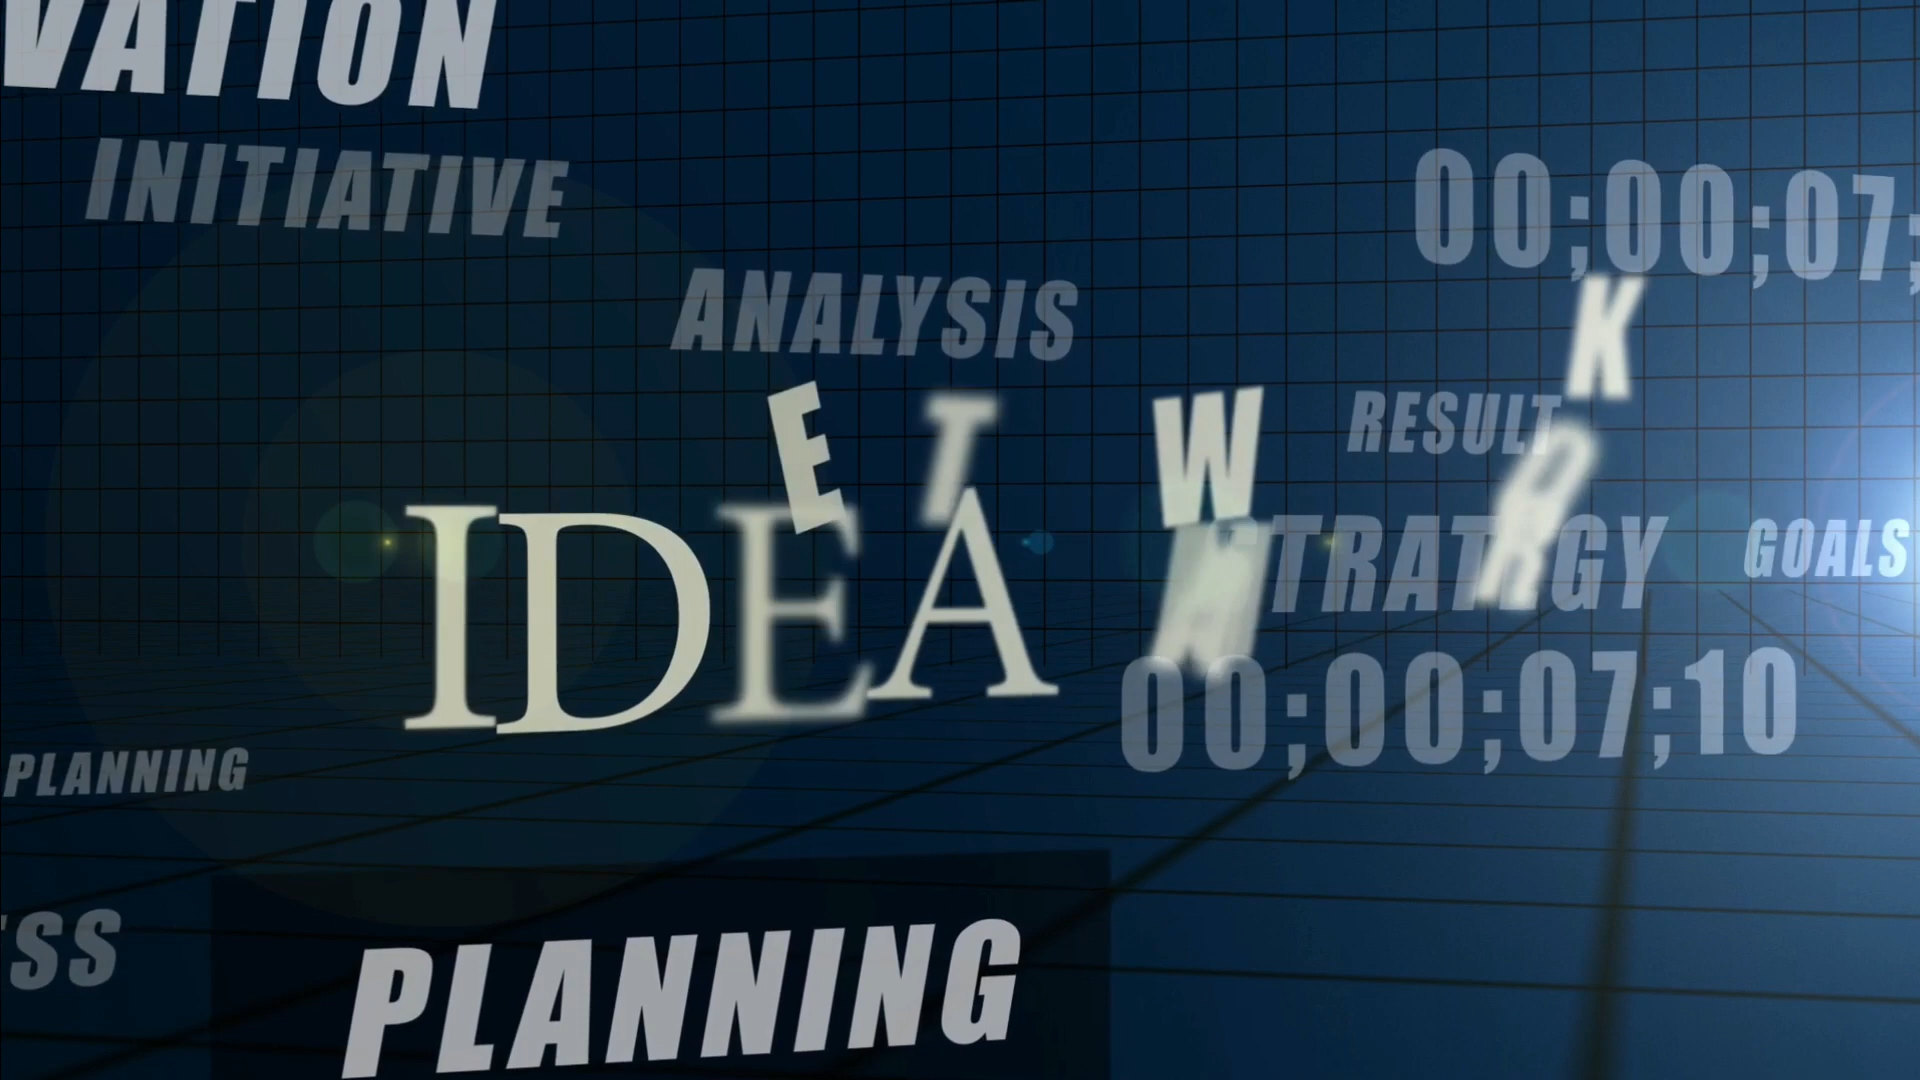 VATION
INITIATIVE
00;00;07;
ANALYSIS
RESULT
IDEA
GOALS
00;00;07;10
PLANNING
SS
PLANNING